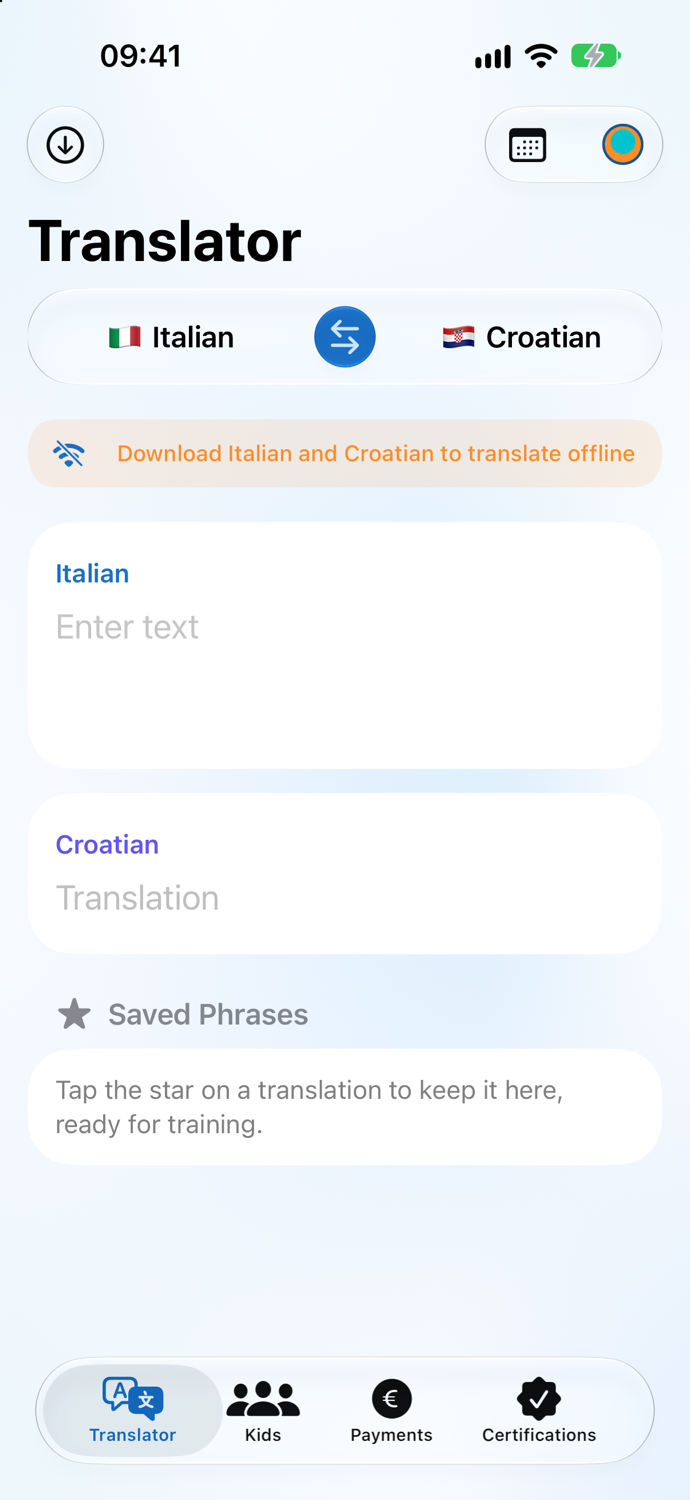 09:41
Translator
Italian
Croatian
Download Italian and Croatian to translate offline
Italian
Enter text
Croatian
Translation
Saved Phrases
Tap the star on a translation to keep it here,
ready for training.
A 文
€
Translator
Kids
Payments
Certifications